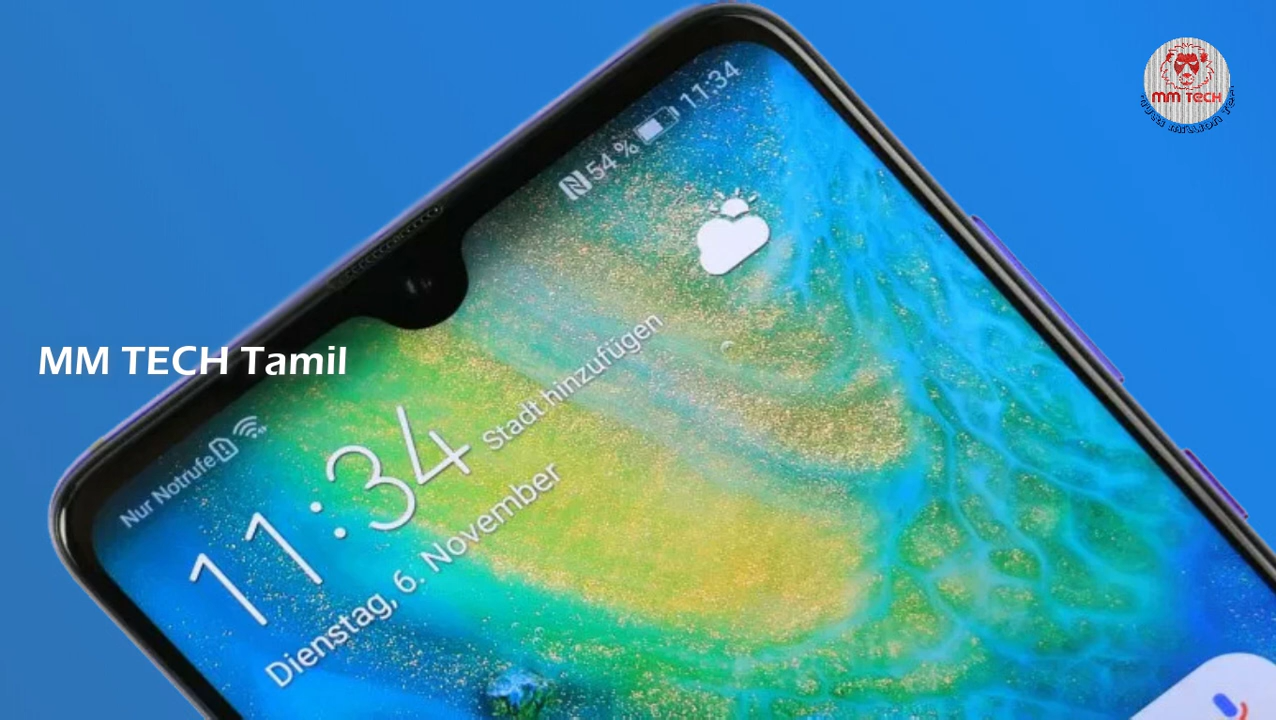 MM TECH
54 %
11:34
MM TECH Tamil
Nur Notrufe
11:34
Stadt hinzufügen
Dienstag, 6. November